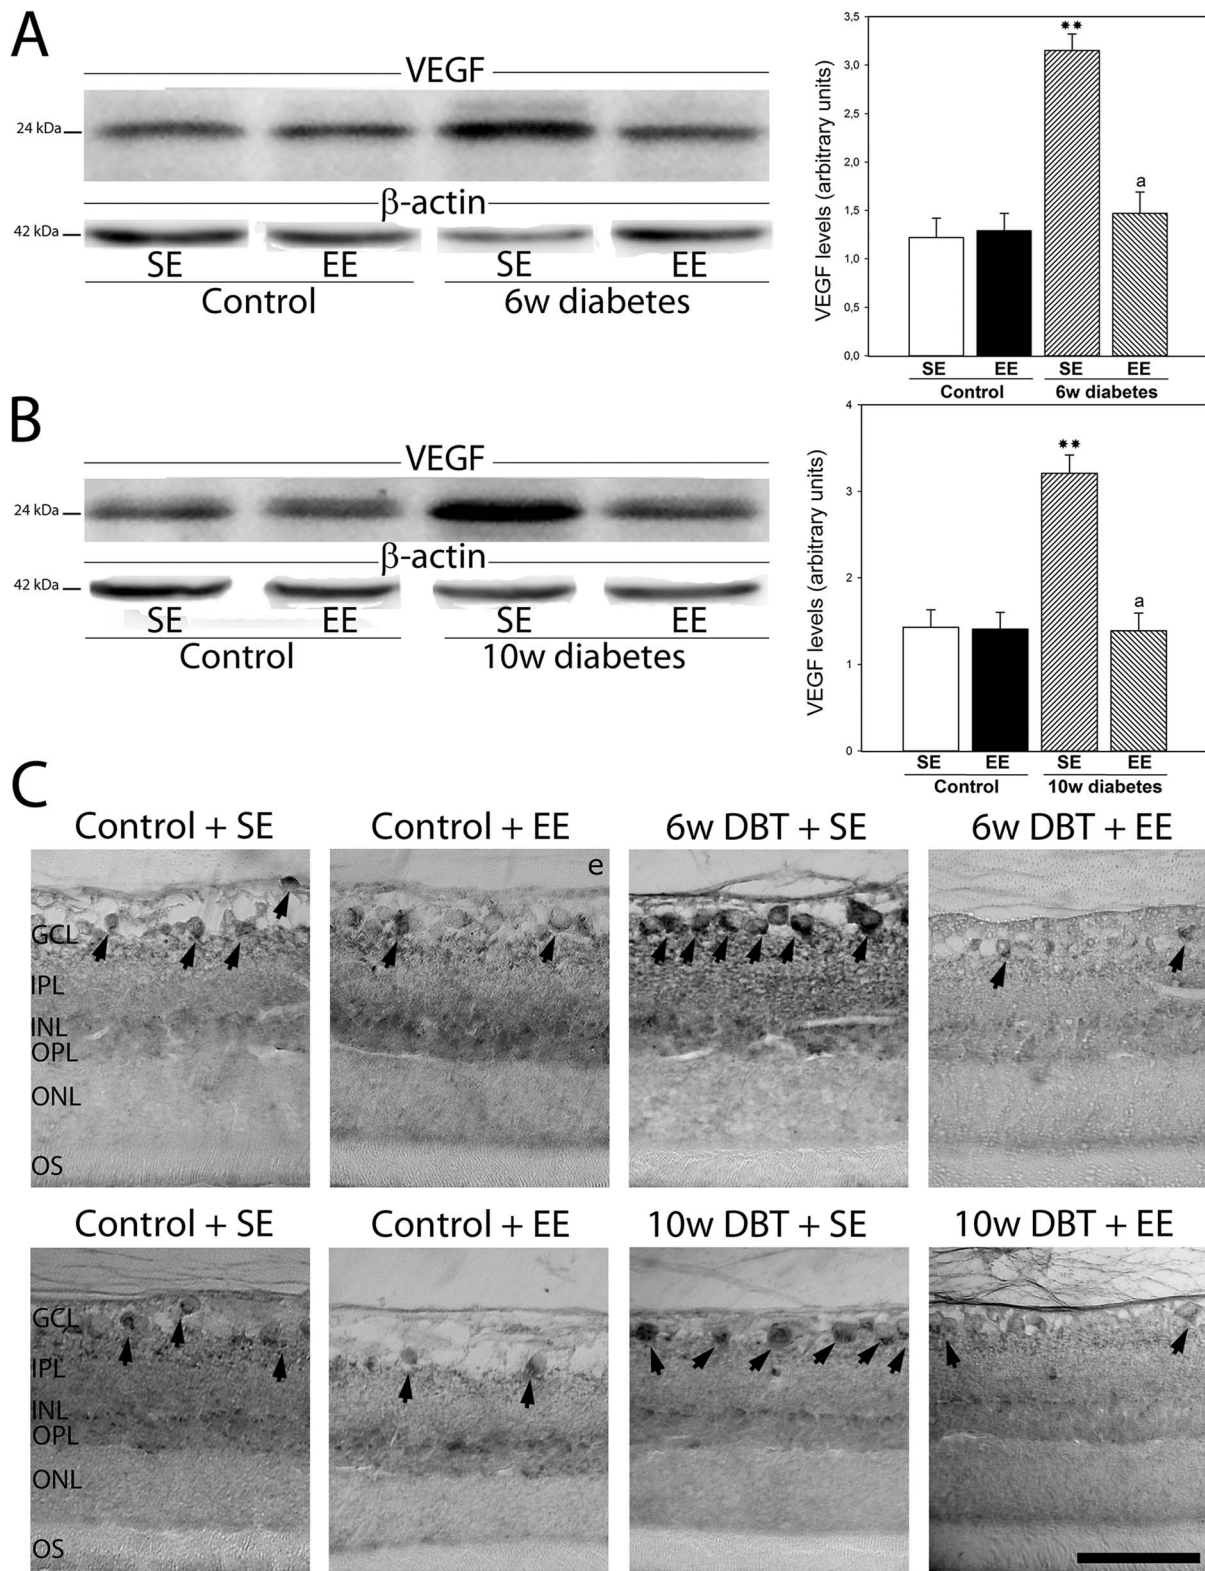 A
VEGF
24 kDa
β-actin
42 kDa
SE EE SE EE
Control 6w diabetes
VEGF levels (arbitrary units)
3,5
3,0
2,5
2,0
1,5
1,0
0,5
0,0
**
a
SE EE SE EE
Control 6w diabetes
B
VEGF
24 kDa
β-actin
42 kDa
SE EE SE EE
Control 10w diabetes
VEGF levels (arbitrary units)
4
3
2
1
0
**
a
SE EE SE EE
Control 10w diabetes
C
Control + SE Control + EE 6w DBT + SE 6w DBT + EE
e
GCL
IPL
INL
OPL
ONL
OS
Control + SE Control + EE 10w DBT + SE 10w DBT + EE
GCL
IPL
INL
OPL
ONL
OS